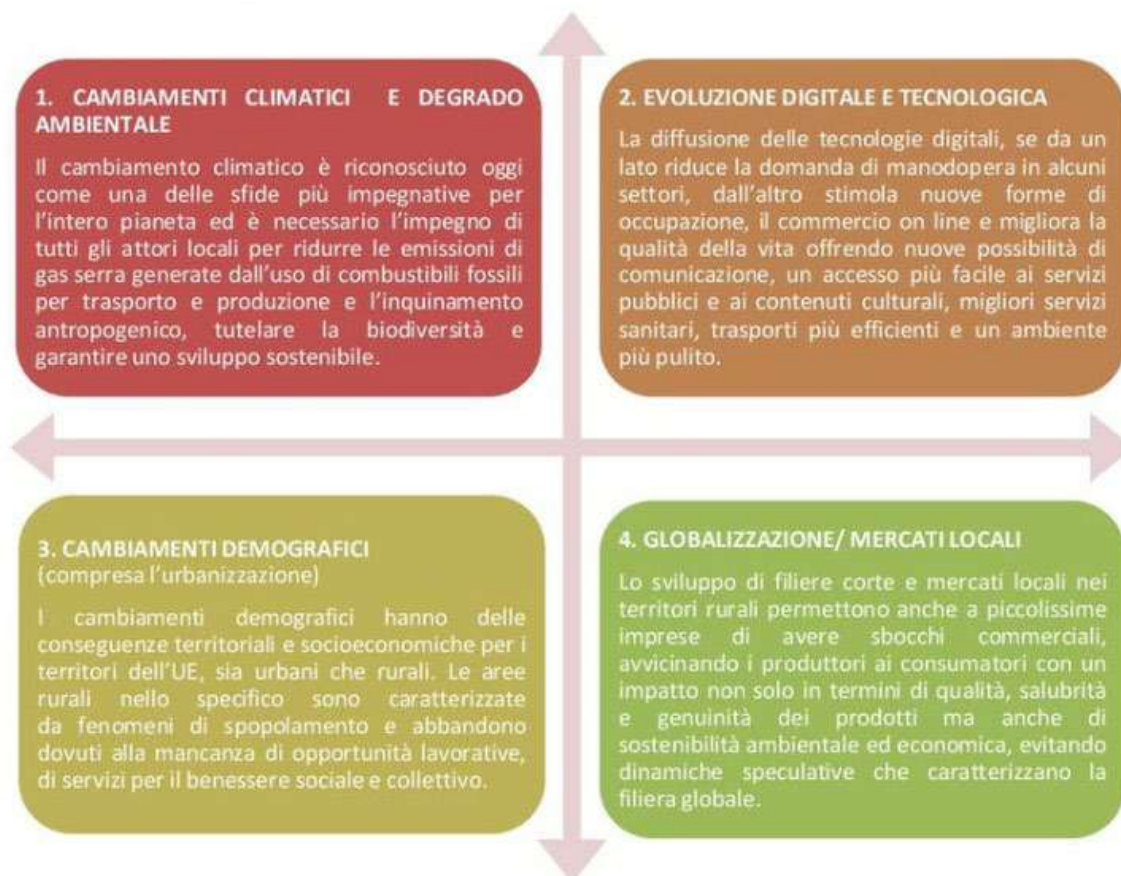 1. CAMBIAMENTI CLIMATICI E DEGRADO
AMBIENTALE
Il cambiamento climatico è riconosciuto oggi
come una delle sfide più impegnative per
l'intero pianeta ed è necessario l'impegno di
tutti gli attori locali per ridurre le emissioni di
gas serra generate dall'uso di combustibili fossili
per trasporto e produzione e l'inquinamento
antropogenico, tutelare la biodiversità e
garantire uno sviluppo sostenibile.
2. EVOLUZIONE DIGITALE E TECNOLOGICA
La diffusione delle tecnologie digitali, se da un
lato riduce la domanda di manodopera in alcuni
settori, dall'altro stimola nuove forme di
occupazione, il commercio on line e migliora la
qualità della vita offrendo nuove possibilità di
comunicazione, un accesso più facile ai servizi
pubblici e ai contenuti culturali, migliori servizi
sanitari, trasporti più efficienti e un ambiente
più pulito.
3. CAMBIAMENTI DEMOGRAFICI
(compresa l'urbanizzazione)
I cambiamenti demografici hanno delle
conseguenze territoriali e socioeconomiche per i
territori dell'UE, sia urbani che rurali. Le aree
rurali nello specifico sono caratterizzate
da fenomeni di spopolamento e abbandono
dovuti alla mancanza di opportunità lavorative,
di servizi per il benessere sociale e collettivo.
4. GLOBALIZZAZIONE/ MERCATI LOCALI
Lo sviluppo di filiere corte e mercati locali nei
territori rurali permettono anche a piccolissime
imprese di avere sbocchi commerciali,
avvicinando i produttori ai consumatori con un
impatto non solo in termini di qualità, salubrità
e genuinità dei prodotti ma anche di
sostenibilità ambientale ed economica, evitando
dinamiche speculative che caratterizzano la
filiera globale.